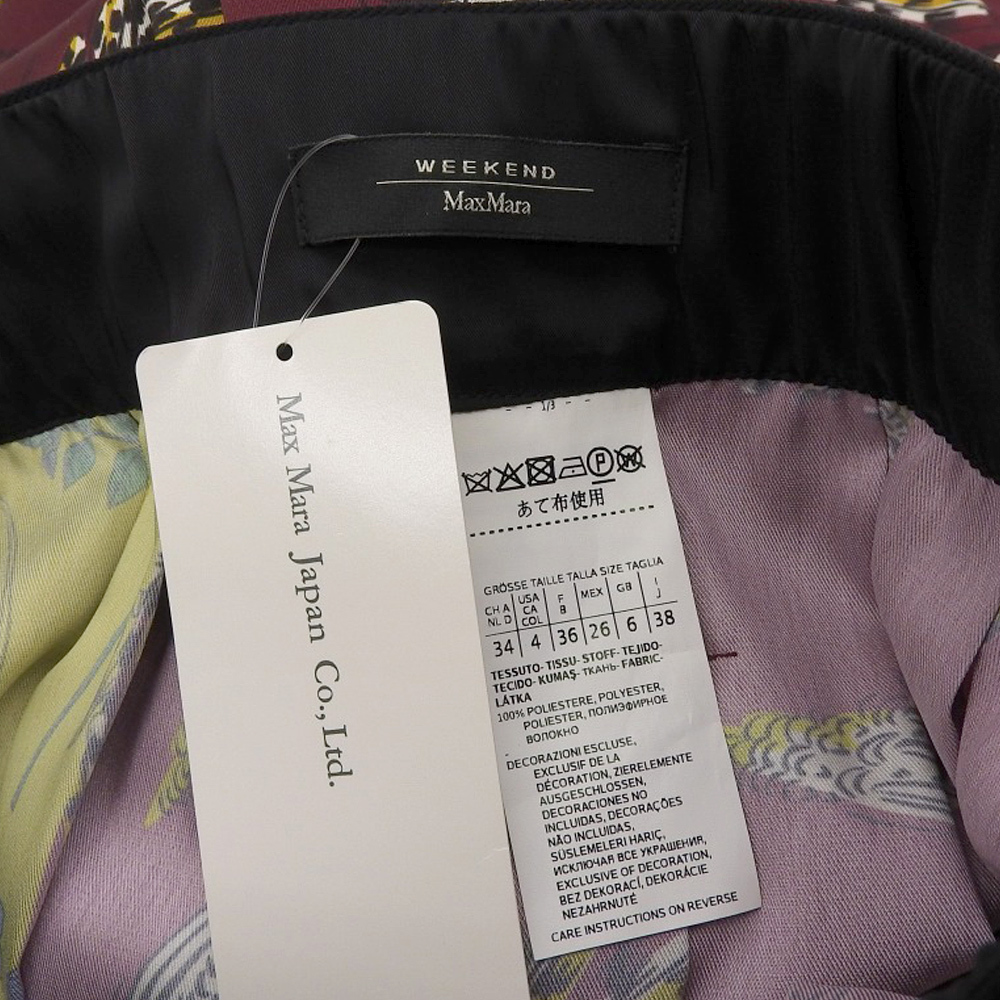 WEEKEND
MaxMara
Max Mara Japan Co., Ltd.
1/3
P
W
あて布使用
GRÖSSE TAILLE TALLA SIZE TAGLIA
CH A NL D
USA CA COL
F B
MEX
GB
I J
34 4 36 26 6 38
TESSUTO- TISSU- STOFF- TEJIDO-
TECIDO- KUMAŞ- ТКАНЬ- FABRIC-
LÁTKA
100% POLIESTERE, POLYESTER,
POLIÉSTER, ПОЛИЭФИРНОЕ
ВОЛОКНО
DECORAZIONI ESCLUSE,
EXCLUSIF DE LA
DÉCORATION, ZIERELEMENTE
AUSGESCHLOSSEN,
DECORACIONES NO
INCLUIDAS, DECORAÇÕES
NÃO INCLUIDAS,
SÜSLEMELERI HARIÇ,
ИСКЛЮЧАЯ ВСЕ УКРАШЕНИЯ,
EXCLUSIVE OF DECORATION,
BEZ DEKORACÍ, DEKORÁCIE
NEZAHRNUTÉ
CARE INSTRUCTIONS ON REVERSE